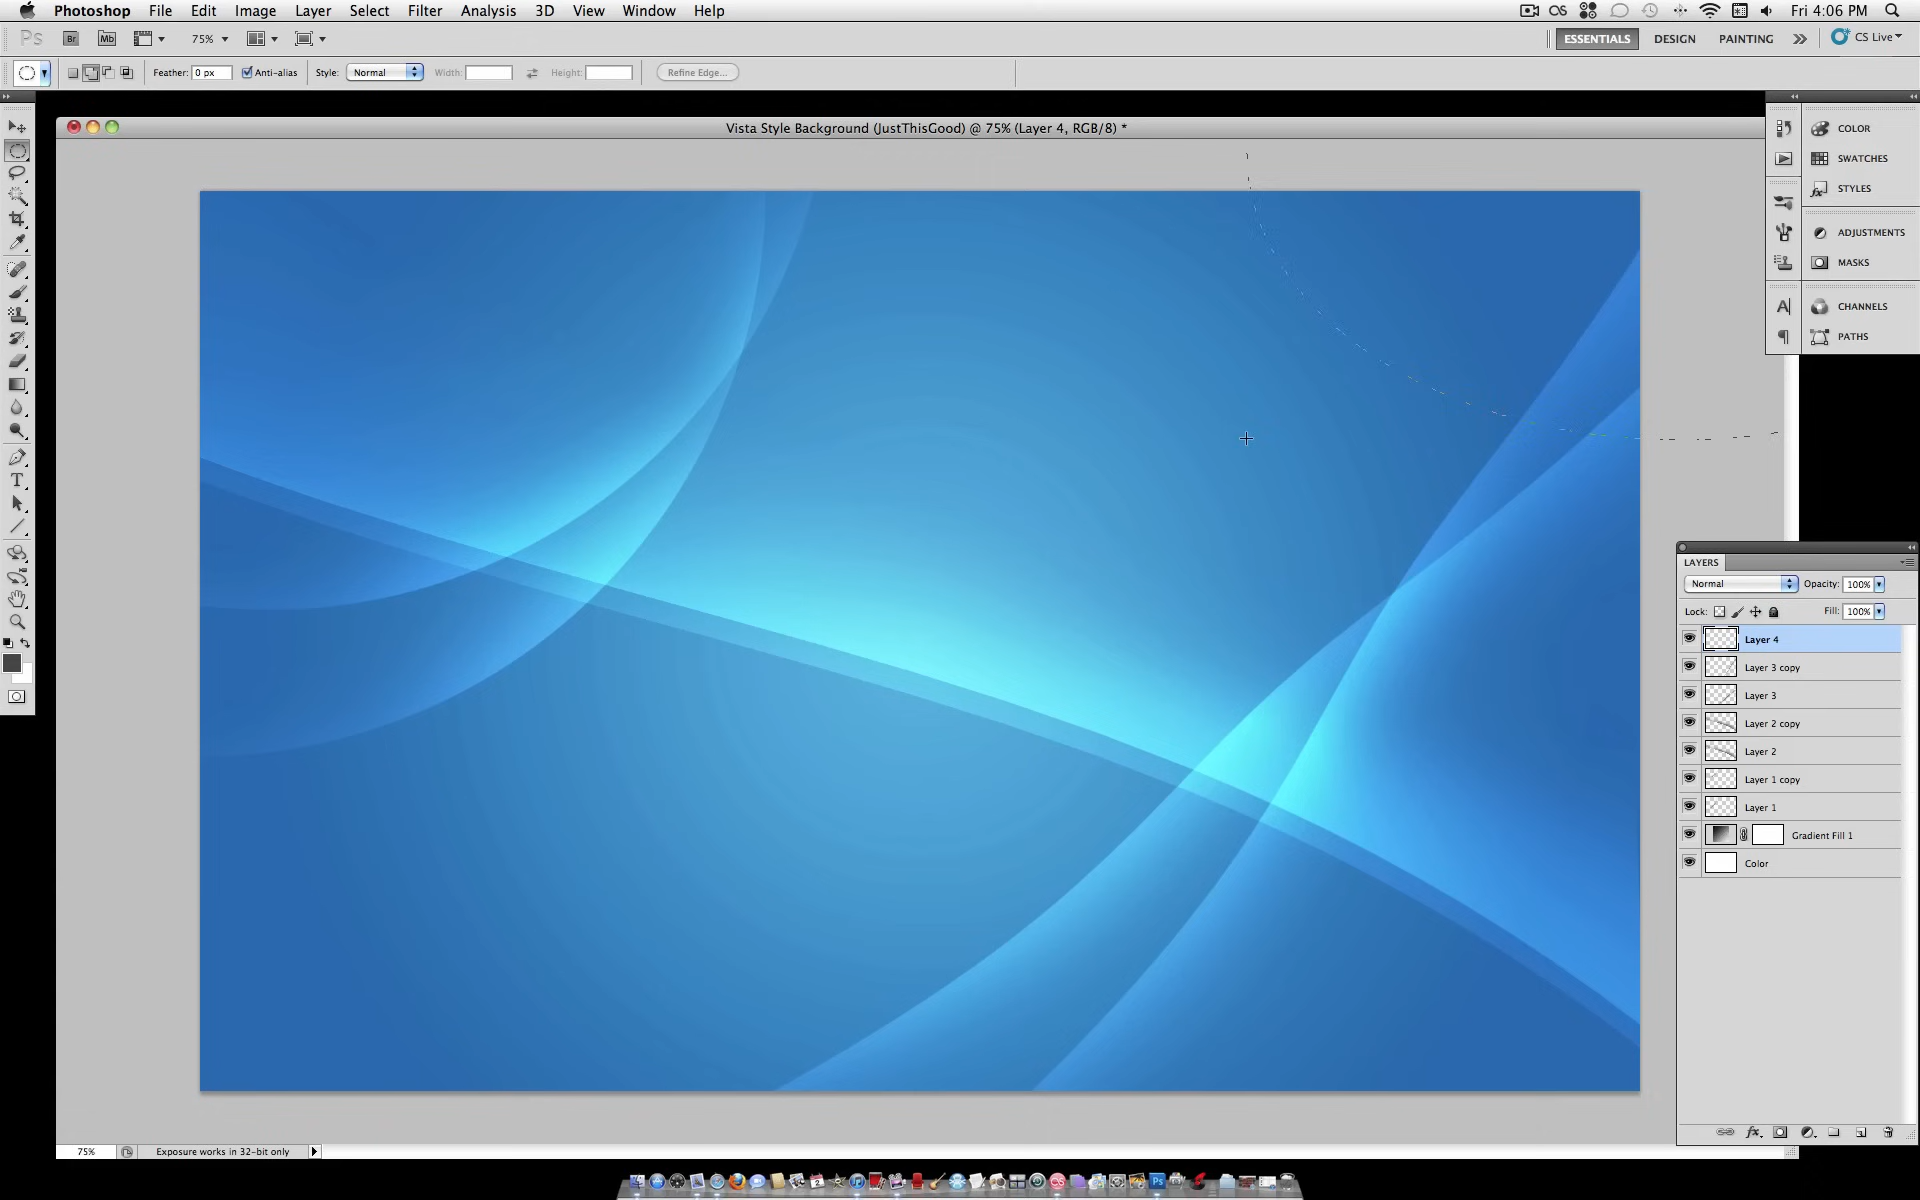 Photoshop File Edit Image Layer Select Filter Analysis 3D View Window Help Fri 4:06 PM
Ps Br Mb 75% ESSENTIALS DESIGN PAINTING CS Live
Feather: 0 px Anti-alias Style: Normal Width: Height: Refine Edge...
Vista Style Background (JustThisGood) @ 75% (Layer 4, RGB/8) *
COLOR
SWATCHES
STYLES
ADJUSTMENTS
MASKS
CHANNELS
PATHS
LAYERS
Normal Opacity: 100%
Lock: Fill: 100%
Layer 4
Layer 3 copy
Layer 3
Layer 2 copy
Layer 2
Layer 1 copy
Layer 1
Gradient Fill 1
Color
75% Exposure works in 32-bit only